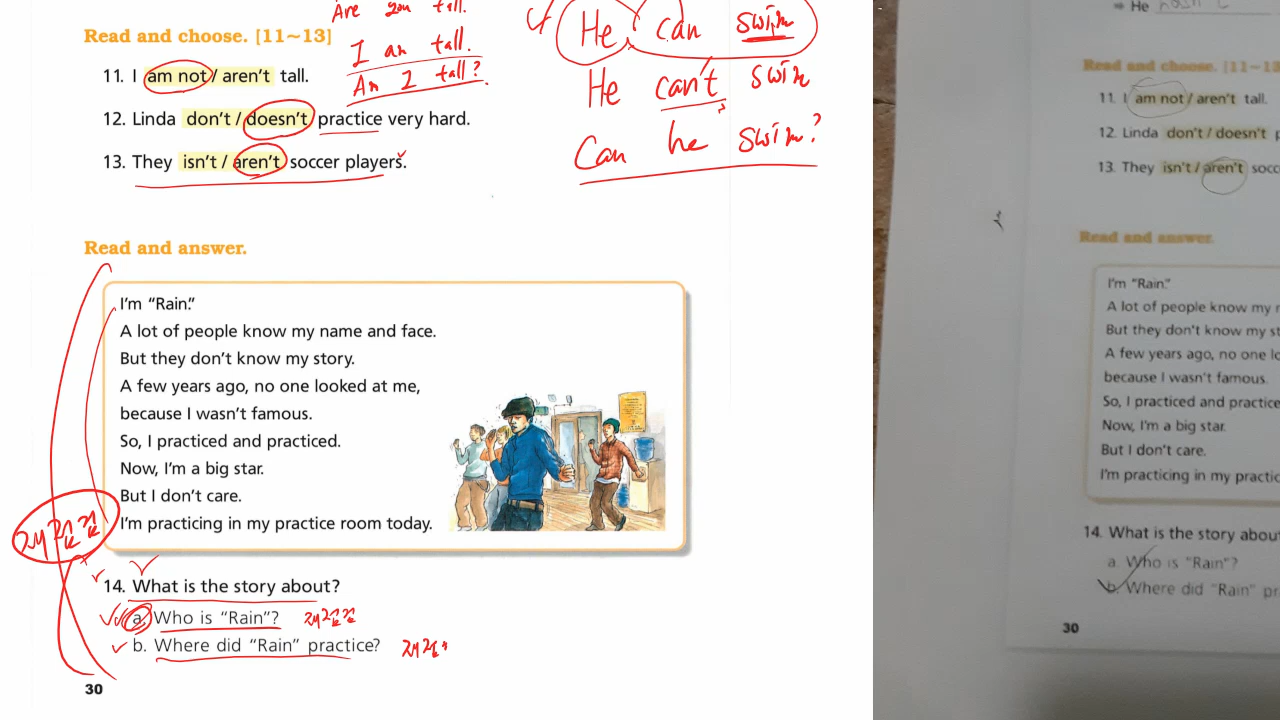 Are you tall.
I am tall.
Am I tall?
He can swim
He can't swim
Can he swim?
Read and choose. [11~13]
11. I am not / aren't tall.
12. Linda don't / doesn't practice very hard.
13. They isn't / aren't soccer players.
Read and answer.
I'm "Rain."
A lot of people know my name and face.
But they don't know my story.
A few years ago, no one looked at me,
because I wasn't famous.
So, I practiced and practiced.
Now, I'm a big star.
But I don't care.
I'm practicing in my practice room today.
14. What is the story about?
a. Who is "Rain"?
b. Where did "Rain" practice?
30
➡ He
Read and choose. [11~13
11. I am not / aren't tall.
12. Linda don't / doesn't p
13. They isn't / aren't socc
Read and answer.
I'm "Rain."
A lot of people know my n
But they don't know my st
A few years ago, no one lo
because I wasn't famous.
So, I practiced and practice
Now, I'm a big star.
But I don't care.
I'm practicing in my practic
14. What is the story abou
a. Who is "Rain"?
b. Where did "Rain" pr
30